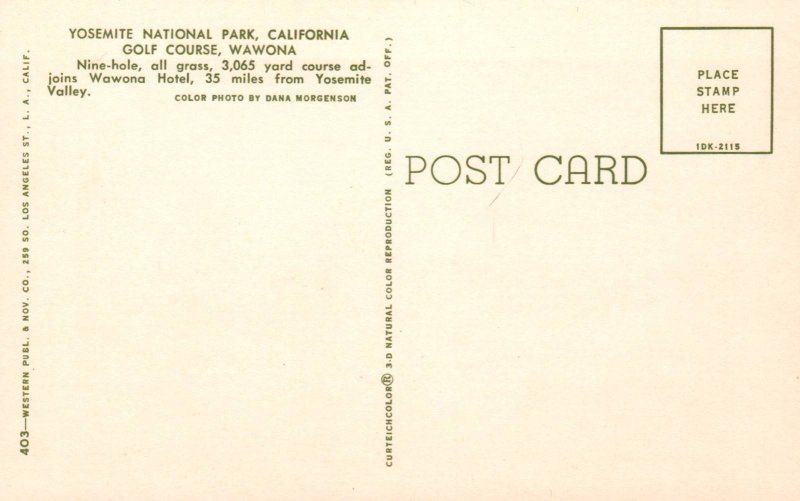 YOSEMITE NATIONAL PARK, CALIFORNIA
GOLF COURSE, WAWONA
Nine-hole, all grass, 3,065 yard course ad-
joins Wawona Hotel, 35 miles from Yosemite
Valley.
COLOR PHOTO BY DANA MORGENSON
403—WESTERN PUBL. & NOV. CO., 259 SO. LOS ANGELES ST., L. A., CALIF.
CURTEICHCOLOR® 3-D NATURAL COLOR REPRODUCTION (REG. U. S. A. PAT. OFF.)
POST CARD
PLACE
STAMP
HERE
1DK-2115